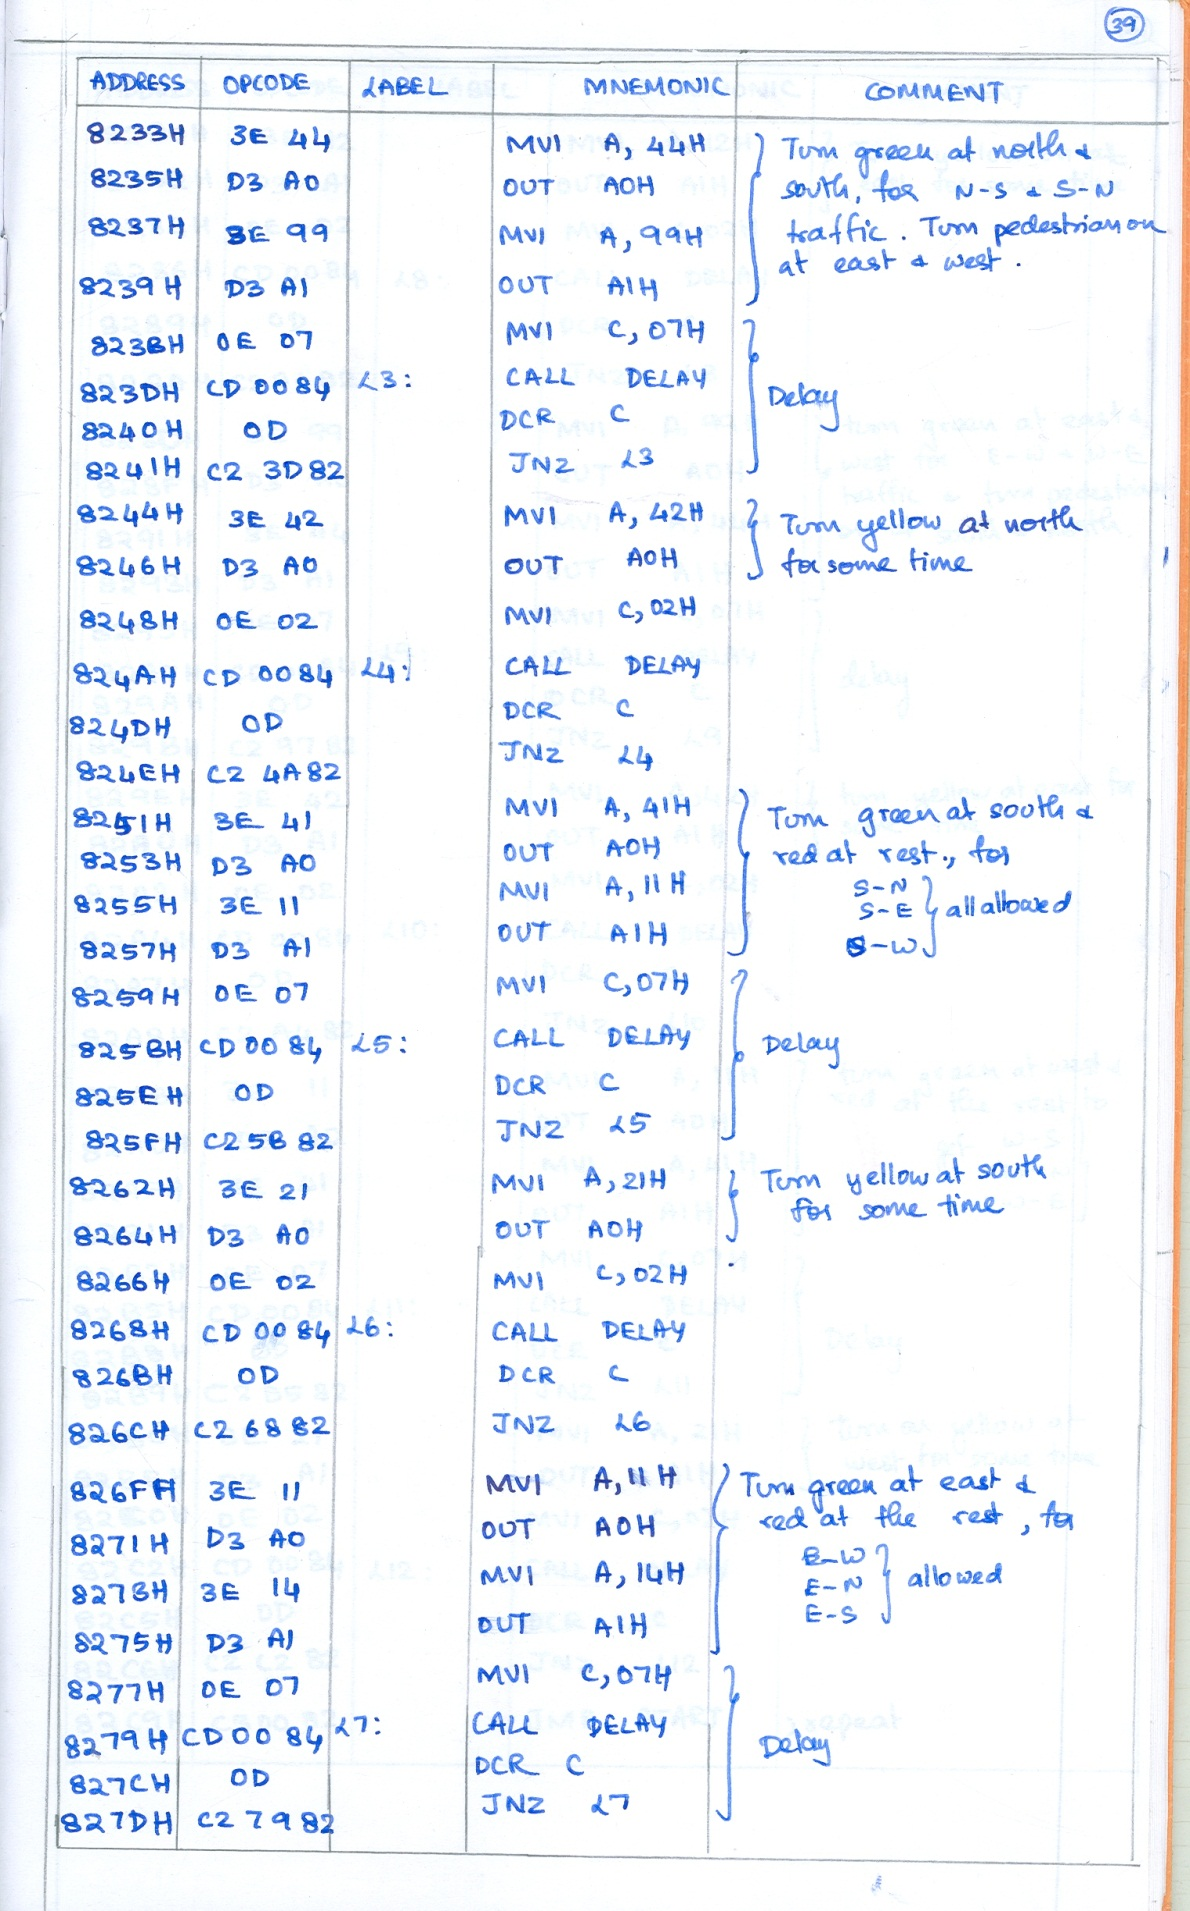 39
ADDRESS OPCODE LABEL MNEMONIC COMMENT
8233H 3E 44 MVI A, 44H Turn green at north &
8235H D3 A0 OUT A0H south, for N-S & S-N
8237H 3E 99 MVI A, 99H traffic. Turn pedestrian on
8239H D3 A1 OUT A1H at east & west.
823BH 0E 07 MVI C, 07H
823DH CD 00 84 L3: CALL DELAY Delay
8240H 0D DCR C
8241H C2 3D 82 JNZ L3
8244H 3E 42 MVI A, 42H Turn yellow at north
8246H D3 A0 OUT A0H for some time
8248H 0E 02 MVI C, 02H
824AH CD 00 84 L4: CALL DELAY
824DH 0D DCR C
824EH C2 4A 82 JNZ L4
8251H 3E 41 MVI A, 41H Turn green at south &
8253H D3 A0 OUT A0H red at rest., for
8255H 3E 11 MVI A, 11H S-N
S-E all allowed
8257H D3 A1 OUT A1H S-W
8259H 0E 07 MVI C, 07H
825BH CD 00 84 L5: CALL DELAY Delay
825EH 0D DCR C
825FH C2 5B 82 JNZ L5
8262H 3E 21 MVI A, 21H Turn yellow at south
8264H D3 A0 OUT A0H for some time
8266H 0E 02 MVI C, 02H
8268H CD 00 84 L6: CALL DELAY
826BH 0D DCR C
826CH C2 68 82 JNZ L6
826FH 3E 11 MVI A, 11H Turn green at east &
8271H D3 A0 OUT A0H red at the rest, for
8273H 3E 14 MVI A, 14H E-W
E-N allowed
8275H D3 A1 OUT A1H E-S
8277H 0E 07 MVI C, 07H
8279H CD 00 84 L7: CALL DELAY Delay
827CH 0D DCR C
827DH C2 79 82 JNZ L7